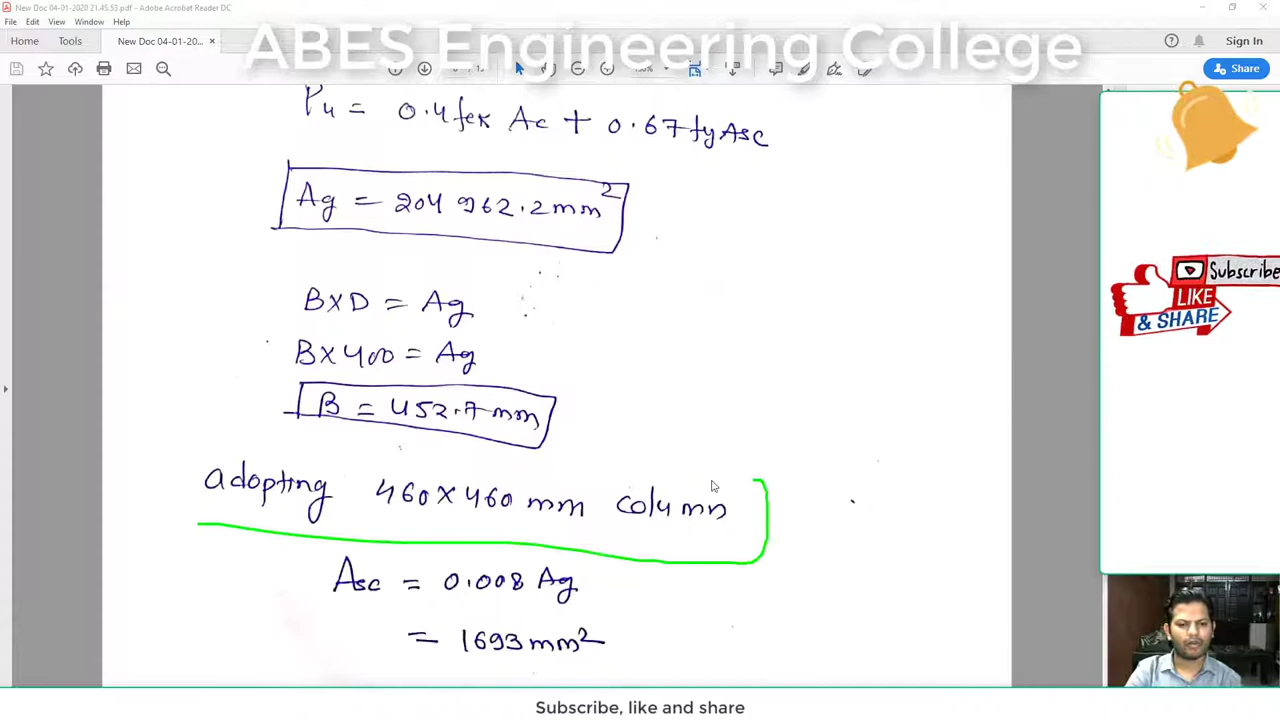 New Doc 04-01-2020 21.45.53.pdf - Adobe Acrobat Reader DC
File Edit View Window Help
Home Tools New Doc 04-01-20... × Sign In
ABES Engineering College
Share
Pu = 0.4 fck Ac + 0.67 fy Asc
Ag = 204 962.2 mm²
B×D = Ag
B×400 = Ag
B = 452.7 mm
adopting 460×460 mm column
Asc = 0.008 Ag
= 1693 mm²
Subscribe
LIKE
& SHARE
Subscribe, like and share